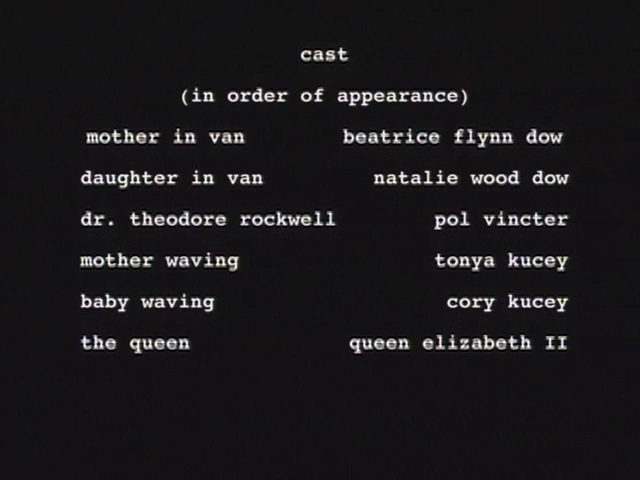 cast
(in order of appearance)
mother in van beatrice flynn dow
daughter in van natalie wood dow
dr. theodore rockwell pol vincter
mother waving tonya kucey
baby waving cory kucey
the queen queen elizabeth II